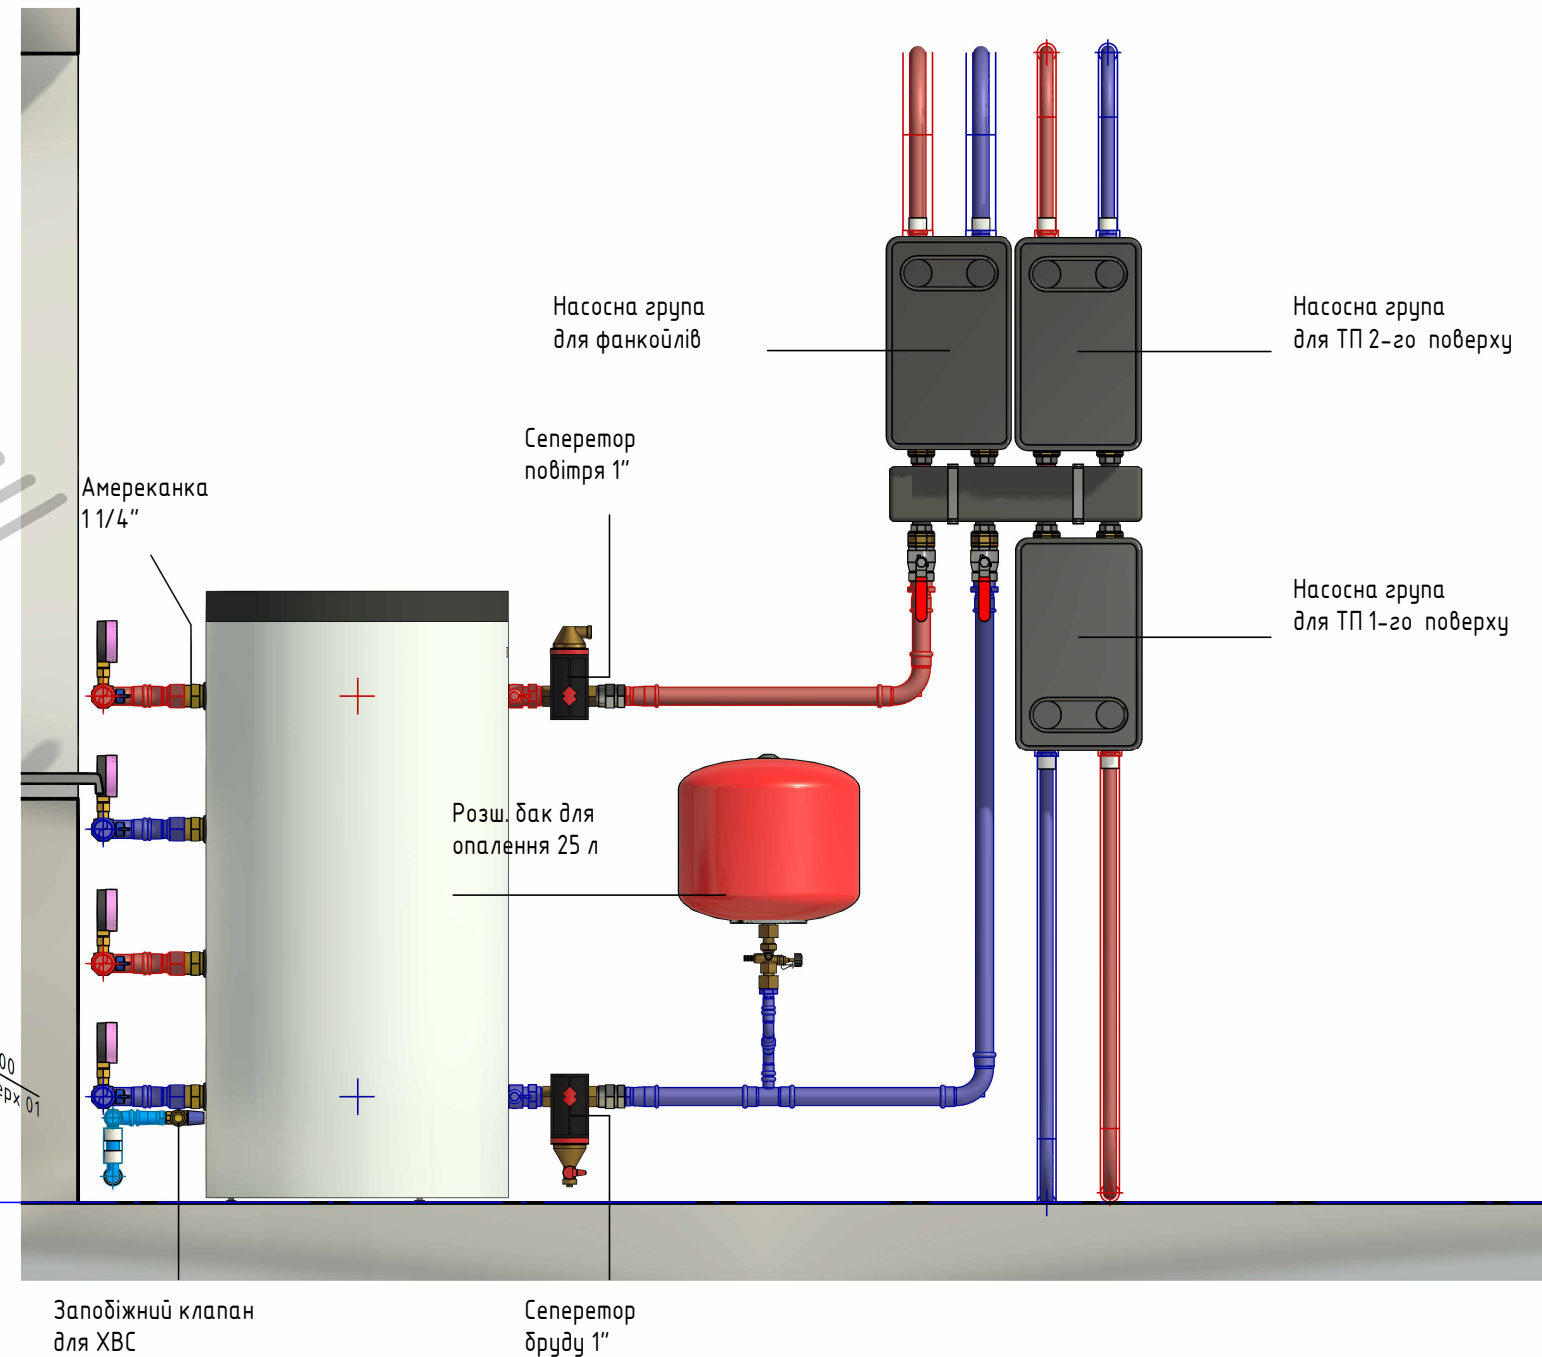 Насосна група
для фанкойлів
Насосна група
для ТП 2-го поверху
Сеперетор
повітря 1"
Амереканка
1 1/4"
Насосна група
для ТП 1-го поверху
Розш. бак для
опалення 25 л
01
Запобіжний клапан
для ХВС
Сеперетор
бруду 1"